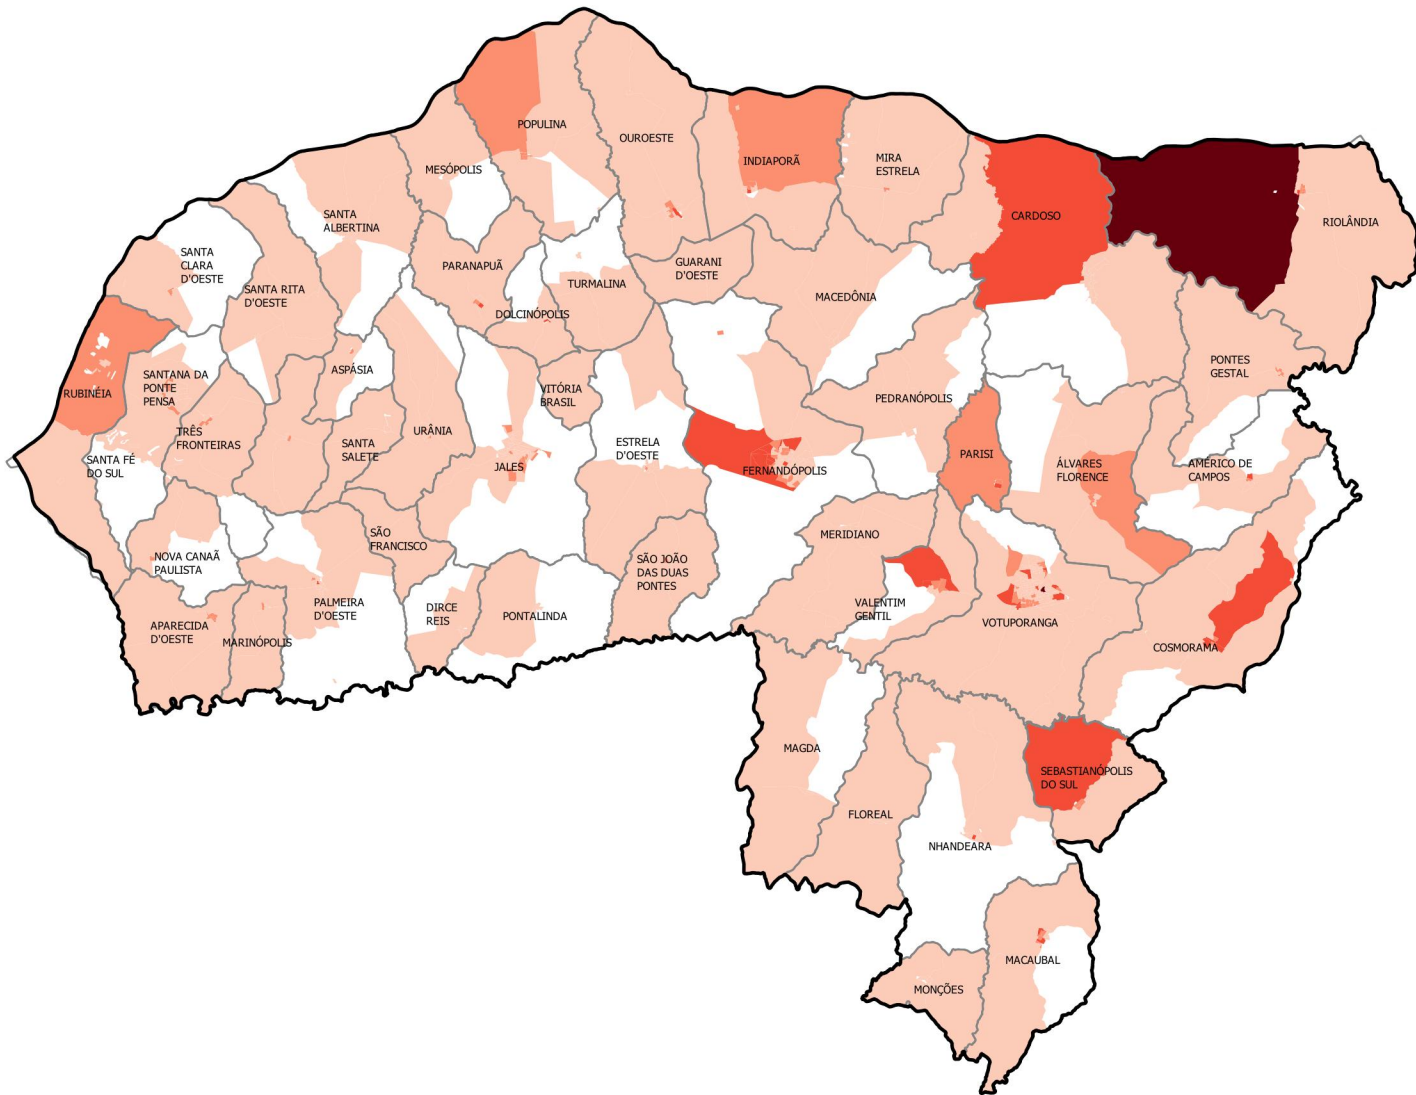 POPULINA
OUROESTE
INDIAPORÃ
MIRA
ESTRELA
MESÓPOLIS
SANTA
ALBERTINA
CARDOSO
RIOLÂNDIA
SANTA
CLARA
D'OESTE
PARANAPUÃ
GUARANI
D'OESTE
TURMALINA
SANTA RITA
D'OESTE
MACEDÔNIA
DOLCINÓPOLIS
PONTES
GESTAL
ASPÁSIA
SANTANA DA
PONTE
PENSA
RUBINÉIA
VITÓRIA
BRASIL
PEDRANÓPOLIS
TRÊS
FRONTEIRAS
URÂNIA
SANTA
SALETE
ESTRELA
D'OESTE
PARISI
SANTA FÉ
DO SUL
JALES
FERNANDÓPOLIS
ÁLVARES
FLORENCE
AMÉRICO DE
CAMPOS
SÃO
FRANCISCO
MERIDIANO
NOVA CANAÃ
PAULISTA
SÃO JOÃO
DAS DUAS
PONTES
PALMEIRA
D'OESTE
DIRCE
REIS
PONTALINDA
VALENTIM
GENTIL
VOTUPORANGA
APARECIDA
D'OESTE
MARINÓPOLIS
COSMORAMA
MAGDA
SEBASTIANÓPOLIS
DO SUL
FLOREAL
NHANDEARA
MACAUBAL
MONÇÕES